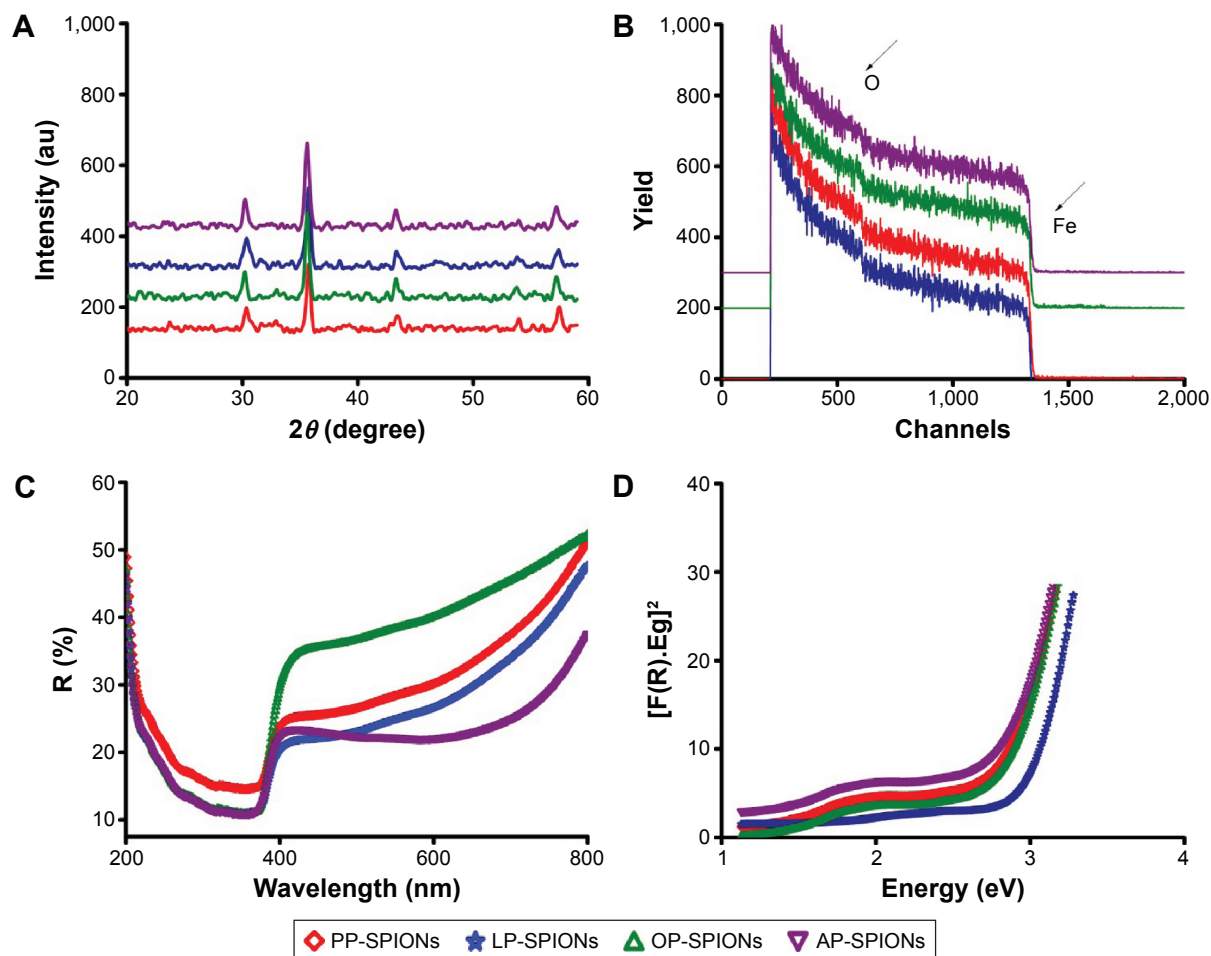 A
1,000
800
600
400
200
0
Intensity (au)
20 30 40 50 60
2θ (degree)
B
1,000
800
600
400
200
0
Yield
O
Fe
0 500 1,000 1,500 2,000
Channels
C
60
50
40
30
20
10
R (%)
200 400 600 800
Wavelength (nm)
D
40
30
20
10
0
[F(R).Eg]²
1 2 3 4
Energy (eV)
PP-SPIONs LP-SPIONs OP-SPIONs AP-SPIONs